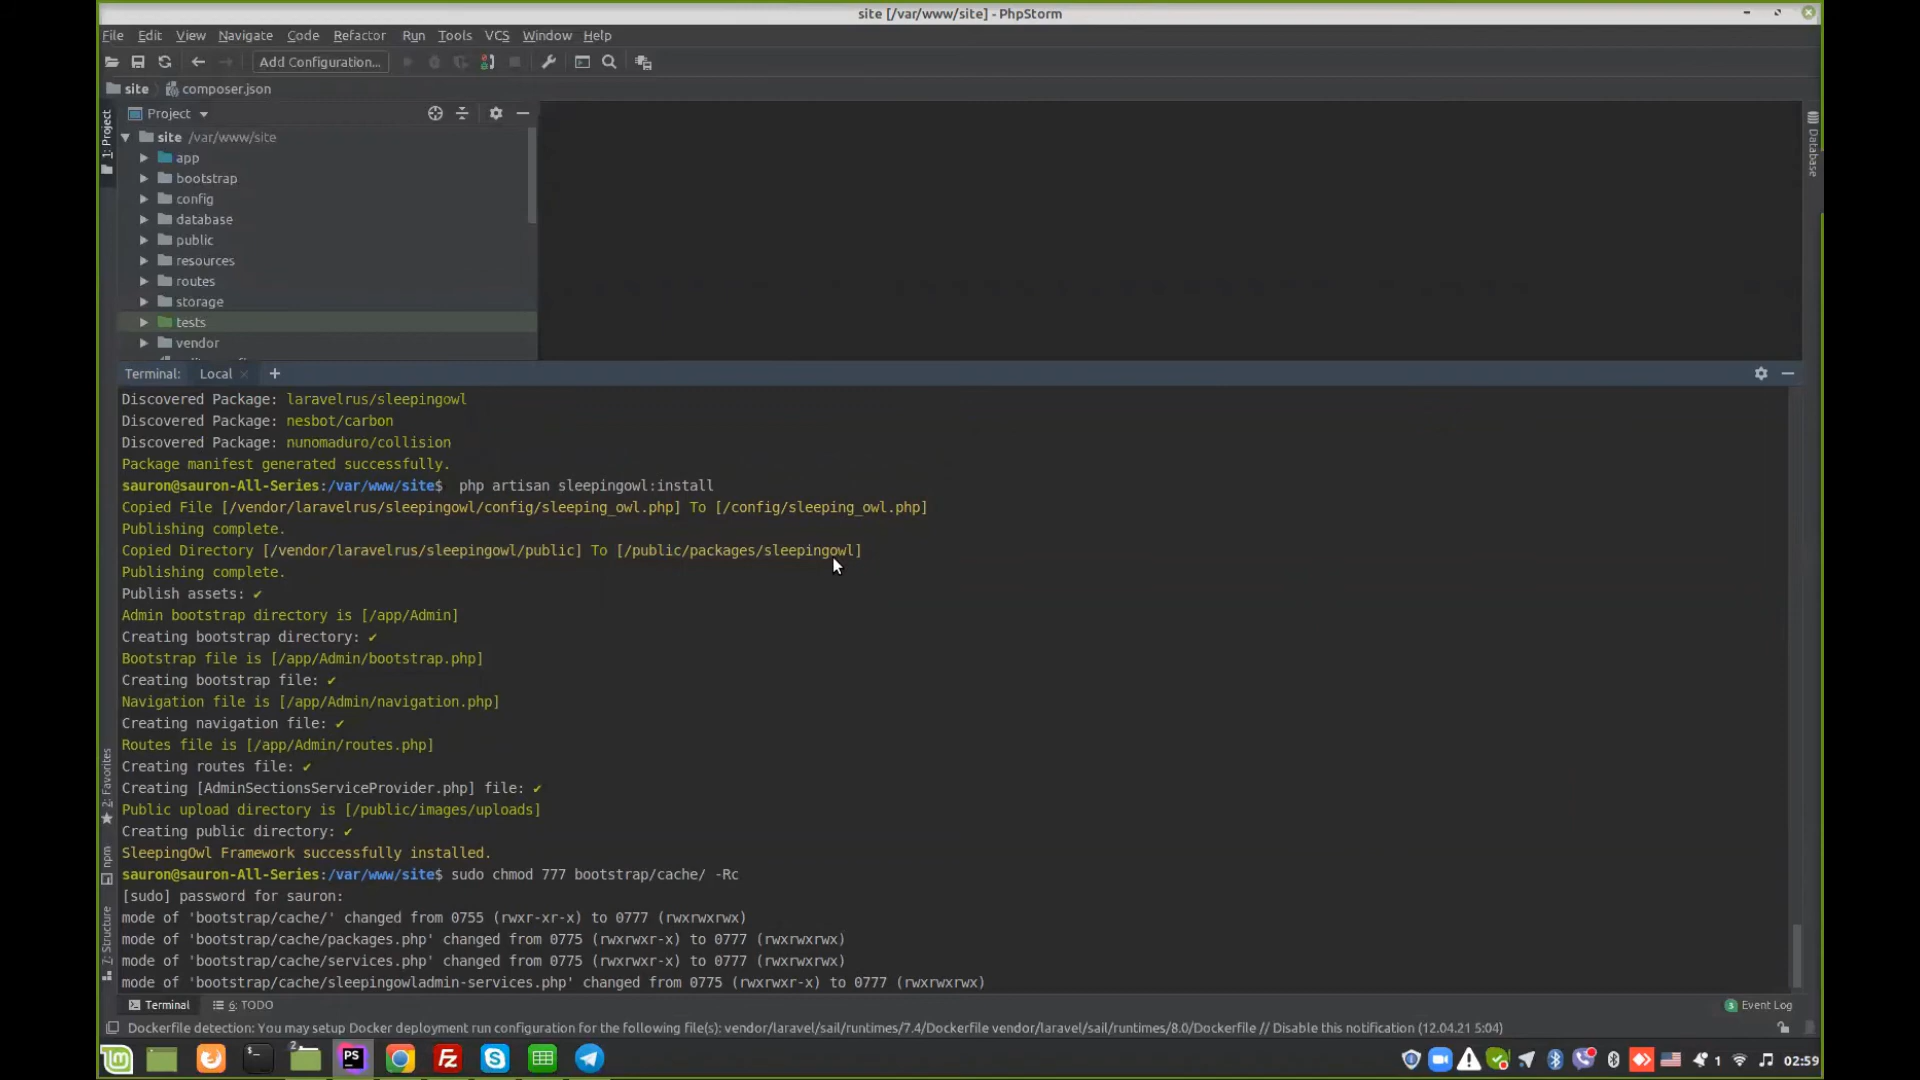 site [/var/www/site] - PhpStorm
File Edit View Navigate Code Refactor Run Tools VCS Window Help
Add Configuration...
site composer.json
1: Project
Project
Database
site /var/www/site
app
bootstrap
config
database
public
resources
routes
storage
tests
vendor
Terminal: Local × +
Discovered Package: laravelrus/sleepingowl
Discovered Package: nesbot/carbon
Discovered Package: nunomaduro/collision
Package manifest generated successfully.
sauron@sauron-All-Series:/var/www/site$ php artisan sleepingowl:install
Copied File [/vendor/laravelrus/sleepingowl/config/sleeping_owl.php] To [/config/sleeping_owl.php]
Publishing complete.
Copied Directory [/vendor/laravelrus/sleepingowl/public] To [/public/packages/sleepingowl]
Publishing complete.
Publish assets: ✔
Admin bootstrap directory is [/app/Admin]
Creating bootstrap directory: ✔
Bootstrap file is [/app/Admin/bootstrap.php]
Creating bootstrap file: ✔
Navigation file is [/app/Admin/navigation.php]
Creating navigation file: ✔
Routes file is [/app/Admin/routes.php]
Creating routes file: ✔
Creating [AdminSectionsServiceProvider.php] file: ✔
Public upload directory is [/public/images/uploads]
Creating public directory: ✔
SleepingOwl Framework successfully installed.
sauron@sauron-All-Series:/var/www/site$ sudo chmod 777 bootstrap/cache/ -Rc
[sudo] password for sauron:
mode of 'bootstrap/cache/' changed from 0755 (rwxr-xr-x) to 0777 (rwxrwxrwx)
mode of 'bootstrap/cache/packages.php' changed from 0775 (rwxrwxr-x) to 0777 (rwxrwxrwx)
mode of 'bootstrap/cache/services.php' changed from 0775 (rwxrwxr-x) to 0777 (rwxrwxrwx)
mode of 'bootstrap/cache/sleepingowladmin-services.php' changed from 0775 (rwxrwxr-x) to 0777 (rwxrwxrwx)
2: Favorites
npm
7: Structure
Terminal 6: TODO
Event Log
Dockerfile detection: You may setup Docker deployment run configuration for the following file(s): vendor/laravel/sail/runtimes/7.4/Dockerfile vendor/laravel/sail/runtimes/8.0/Dockerfile // Disable this notification (12.04.21 5:04)
2 PS Fz 1 02:59